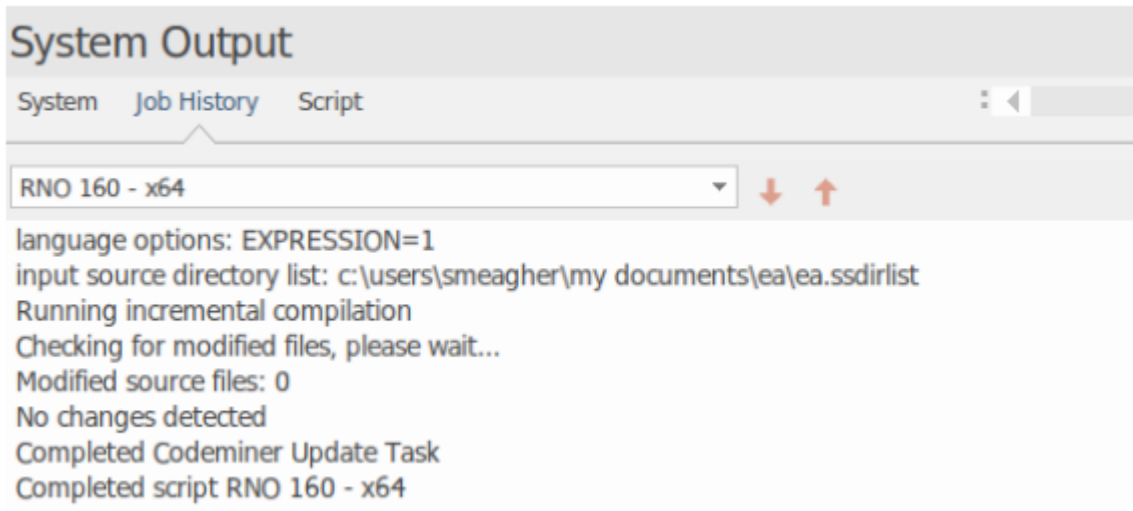 System Output
System Job History Script
RNO 160 - x64
language options: EXPRESSION=1
input source directory list: c:\users\smeagher\my documents\ea\ea.ssdirlist
Running incremental compilation
Checking for modified files, please wait...
Modified source files: 0
No changes detected
Completed Codeminer Update Task
Completed script RNO 160 - x64